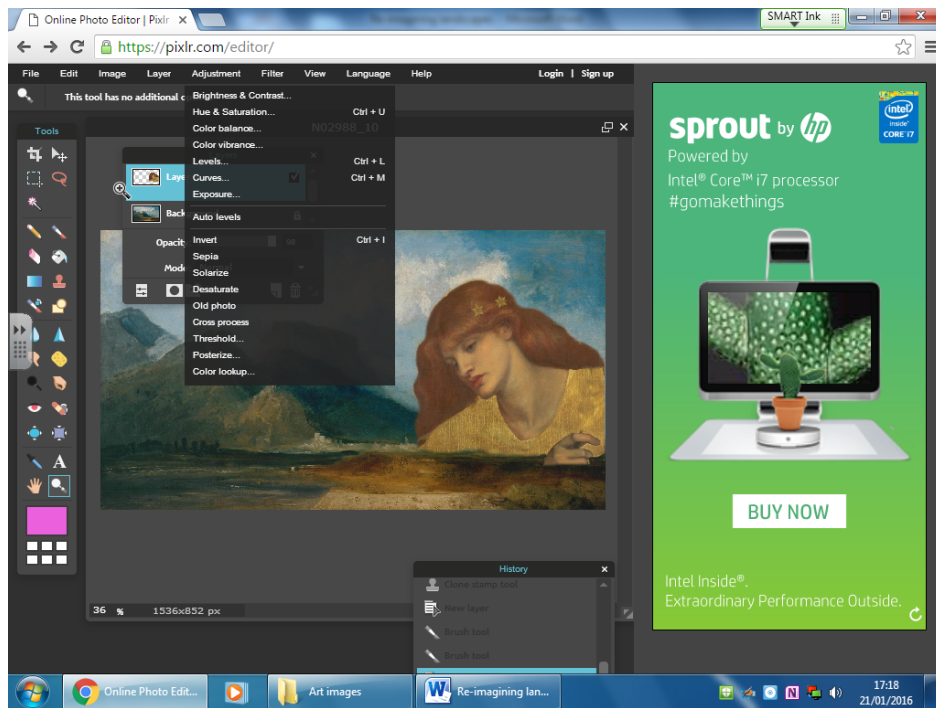 Online Photo Editor | Pixlr
SMART Ink
https://pixlr.com/editor/
File Edit Image Layer Adjustment Filter View Language Help Login | Sign up
This tool has no additional
Tools
N02988_10
Brightness & Contrast...
Hue & Saturation... Ctrl + U
Color balance...
Color vibrance...
Levels... Ctrl + L
Curves... Ctrl + M
Exposure...
Auto levels
Invert Ctrl + I
Sepia
Solarize
Desaturate
Old photo
Cross process
Threshold...
Posterize...
Color lookup...
Laye
Back
Opacit
98
Mod
A
36 % 1536x852 px
History
Clone stamp tool
New layer
Brush tool
Brush tool
sprout by hp
Powered by
Intel® Core™ i7 processor
#gomakethings
intel
inside
CORE i7
BUY NOW
Intel Inside®.
Extraordinary Performance Outside.
Online Photo Edit...
Art images
Re-imagining lan...
17:18
21/01/2016